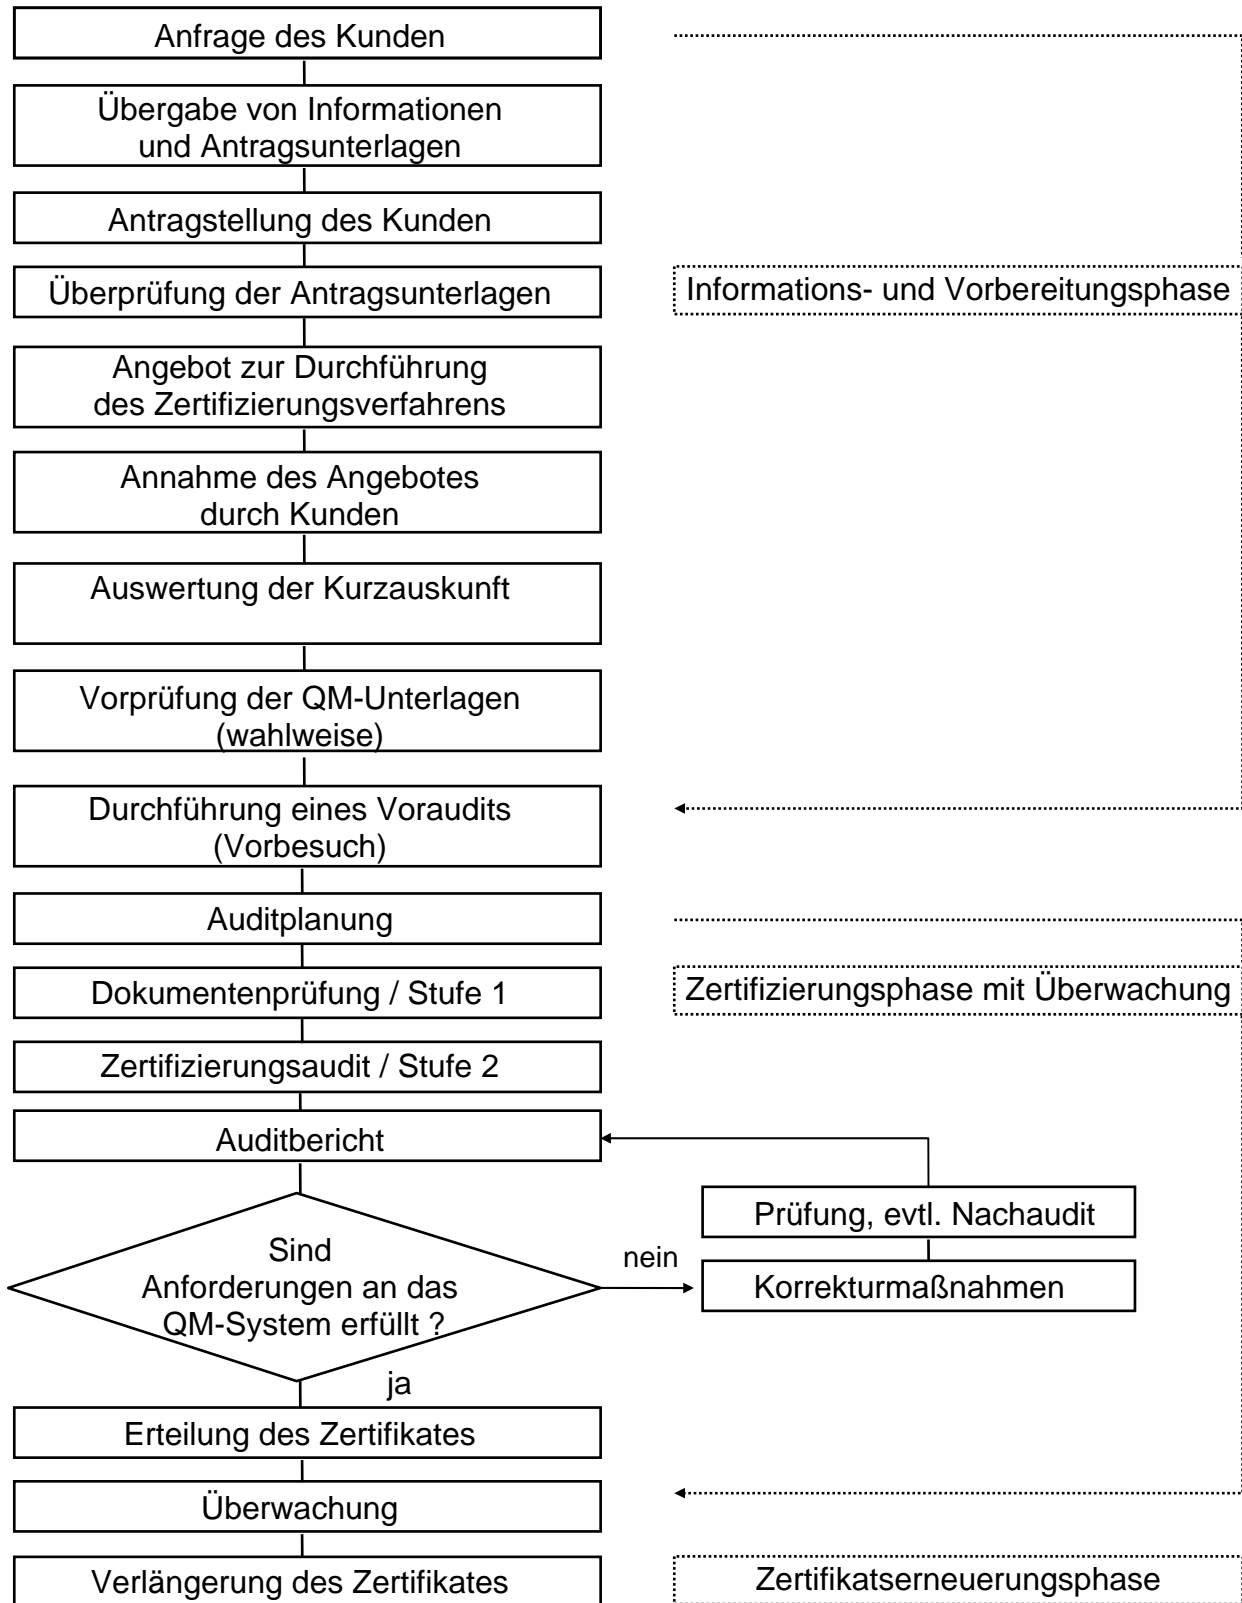 Anfrage des Kunden
Übergabe von Informationen
und Antragsunterlagen
Antragstellung des Kunden
Überprüfung der Antragsunterlagen
Informations- und Vorbereitungsphase
Angebot zur Durchführung
des Zertifizierungsverfahrens
Annahme des Angebotes
durch Kunden
Auswertung der Kurzauskunft
Vorprüfung der QM-Unterlagen
(wahlweise)
Durchführung eines Voraudits
(Vorbesuch)
Auditplanung
Dokumentenprüfung / Stufe 1
Zertifizierungsphase mit Überwachung
Zertifizierungsaudit / Stufe 2
Auditbericht
Prüfung, evtl. Nachaudit
Sind
Anforderungen an das
QM-System erfüllt ?
nein
Korrekturmaßnahmen
ja
Erteilung des Zertifikates
Überwachung
Verlängerung des Zertifikates
Zertifikatserneuerungsphase